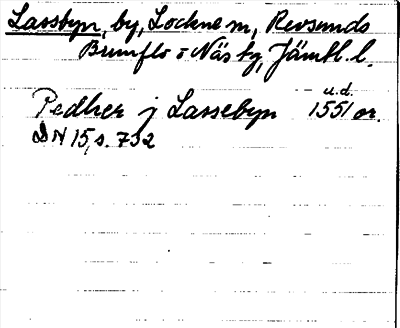 Lassbyn, by, Lockne sn, Revsunds
Brunflo o Näs tg, Jämtl. l.
u.d.
Pedher j Lassebyn 1551 or.
DN 15, s. 732